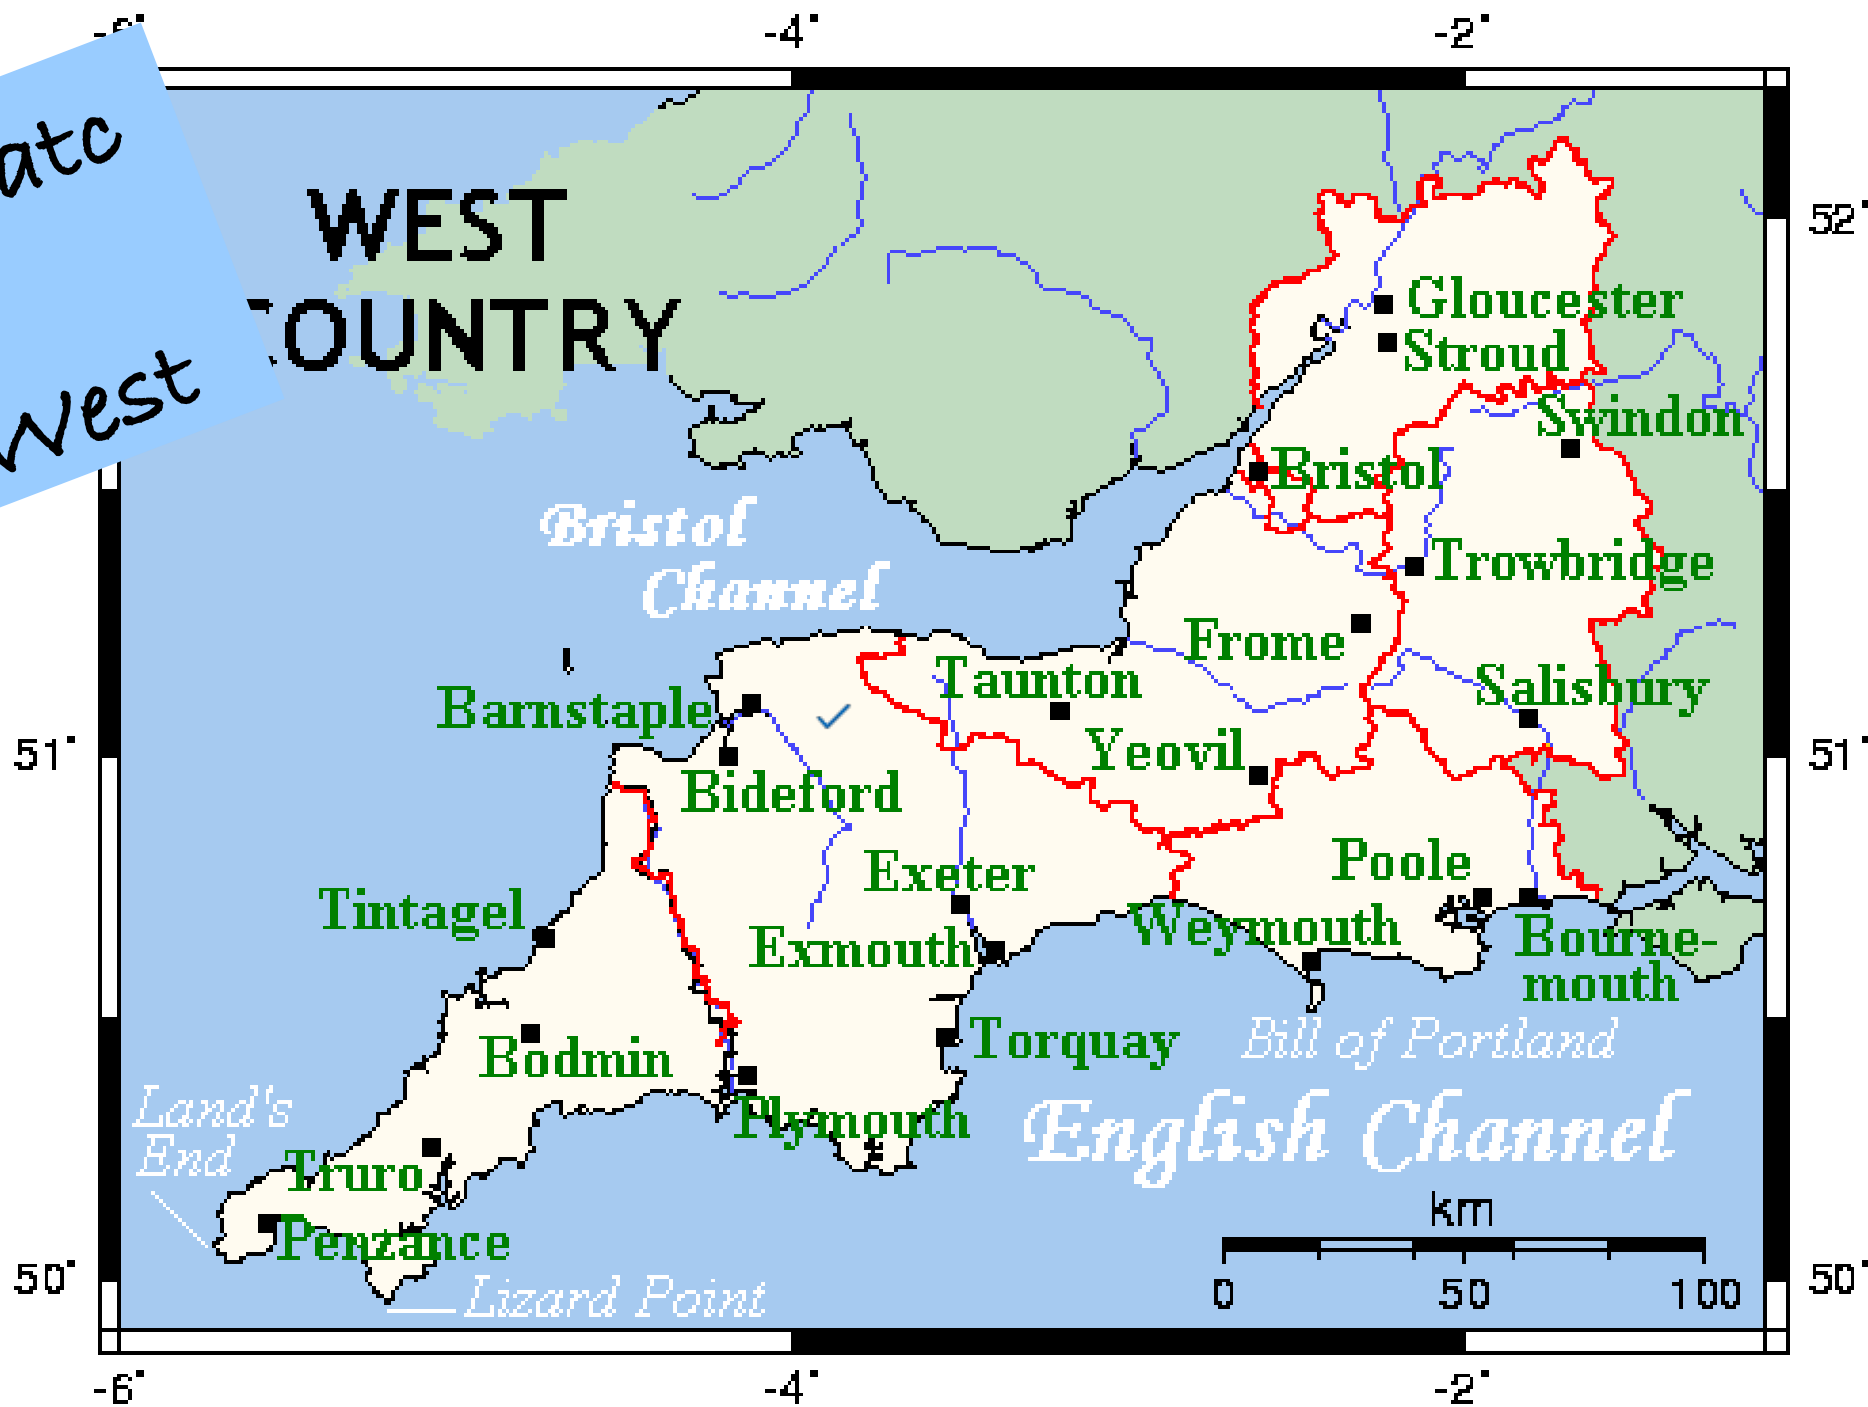 -4°
-2°
atc
West
WEST
COUNTRY
52°
Gloucester
Stroud
Swindon
Bristol
Bristol
Channel
Trowbridge
Frome
Taunton
Salisbury
Barnstaple
Yeovil
51°
51°
Bideford
Poole
Exeter
Tintagel
Weymouth
Exmouth
Bourne-
mouth
Torquay
Bill of Portland
Bodmin
Land's
End
Plymouth
English Channel
Truro
Penzance
km
0 50 100
50°
50°
Lizard Point
-6°
-4°
-2°